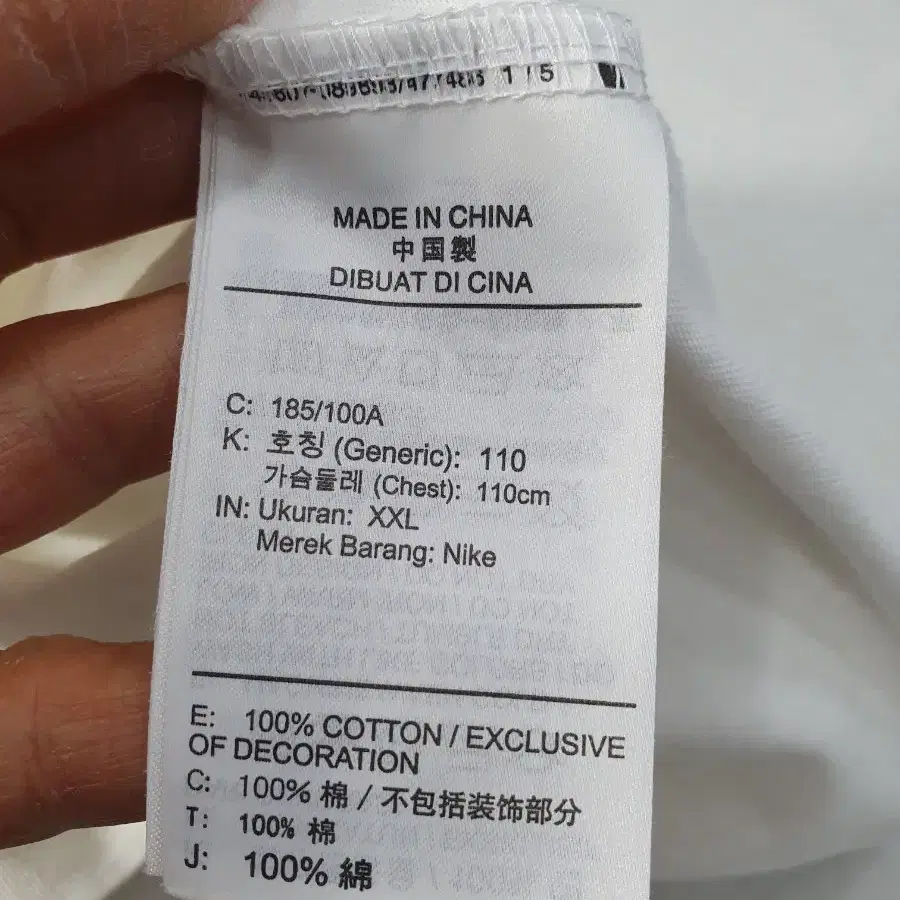 1 / 5
MADE IN CHINA
中国製
DIBUAT DI CINA
C: 185/100A
K: 호칭 (Generic): 110
가슴둘레 (Chest): 110cm
IN: Ukuran: XXL
Merek Barang: Nike
E: 100% COTTON / EXCLUSIVE
OF DECORATION
C: 100% 棉 / 不包括装饰部分
T: 100% 棉
J: 100% 綿